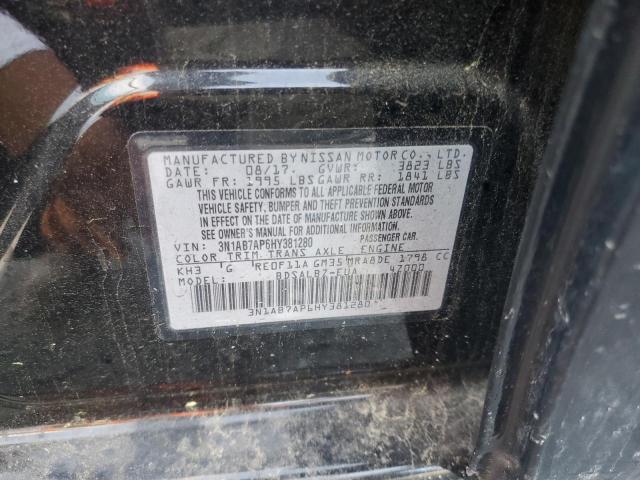 MANUFACTURED BY NISSAN MOTOR CO., LTD.
DATE: 08/17. GVWR: 3823 LBS
GAWR FR: 1995 LBS GAWR RR: 1841 LBS
THIS VEHICLE CONFORMS TO ALL APPLICABLE FEDERAL MOTOR
VEHICLE SAFETY, BUMPER AND THEFT PREVENTION STANDARDS
IN EFFECT ON THE DATE OF MANUFACTURE SHOWN ABOVE.
SEE OWNER'S MANUAL FOR ADDITIONAL INFORMATION.
VIN: 3N1AB7AP6HY381280 PASSENGER CAR.
COLOR TRIM TRANS AXLE ENGINE
KH3 G RE0F11A GM35 MRA8DE 1798 CC
MODEL: BDSALB7-EUA 47000
3N1AB7AP6HY381280